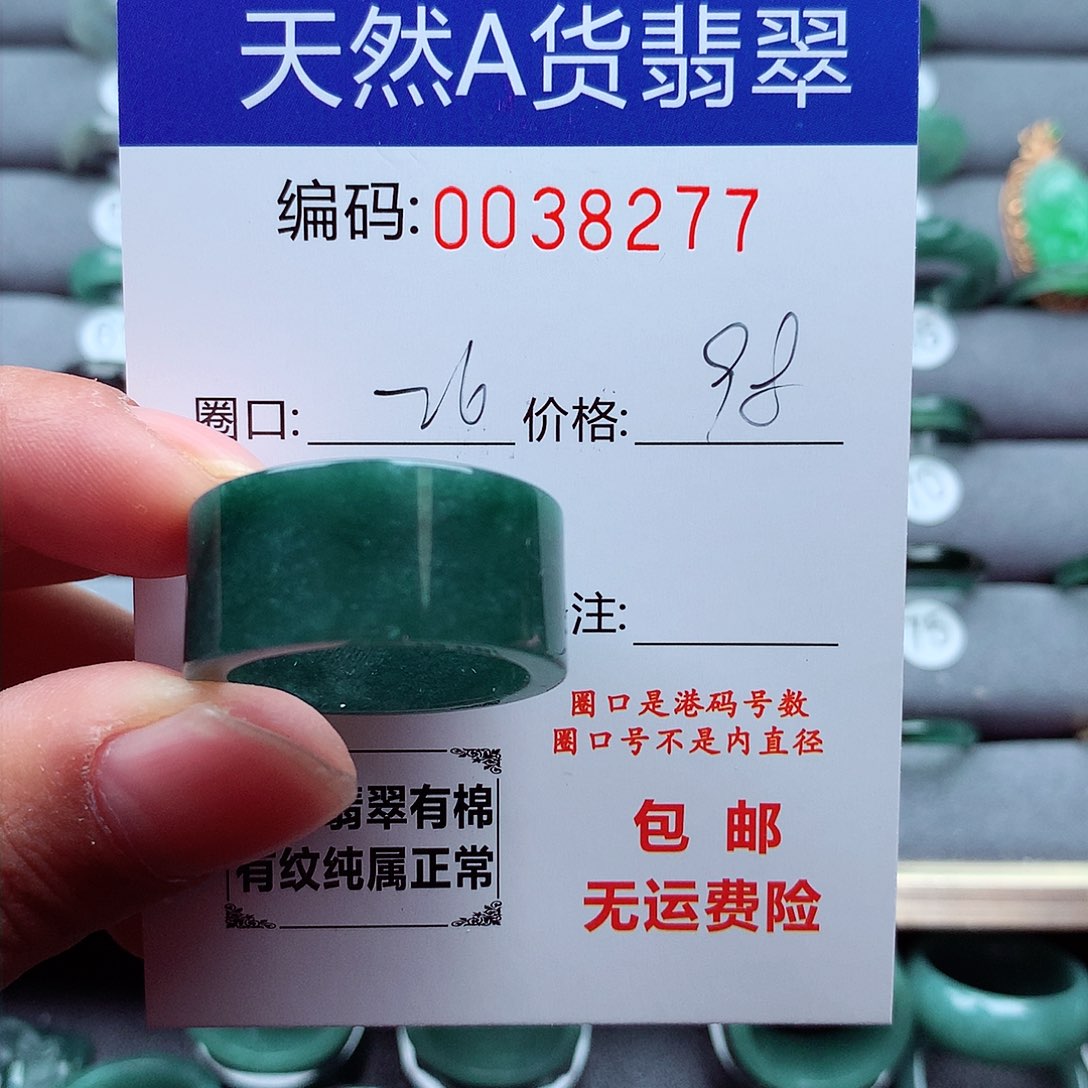 天然A货翡翠
编码:0038277
圈口: 26 价格: 98
注:
圈口是港码号数
圈口号不是内直径
翡翠有棉
有纹纯属正常
包 邮
无运费险